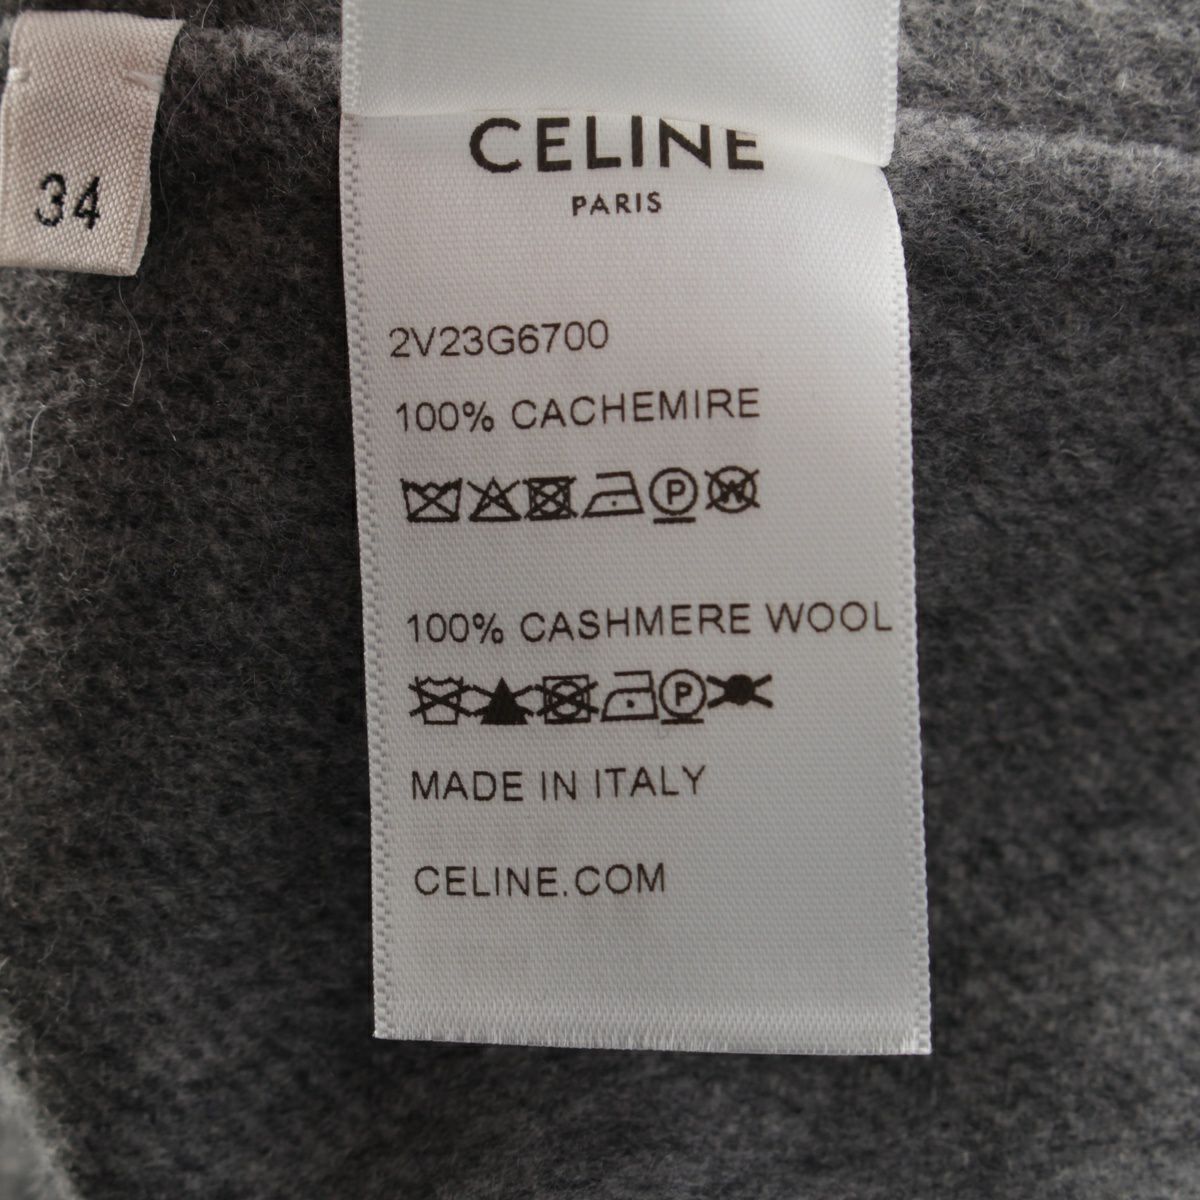 34
CELINE
PARIS
2V23G6700
100% CACHEMIRE
P W
100% CASHMERE WOOL
P
MADE IN ITALY
CELINE.COM